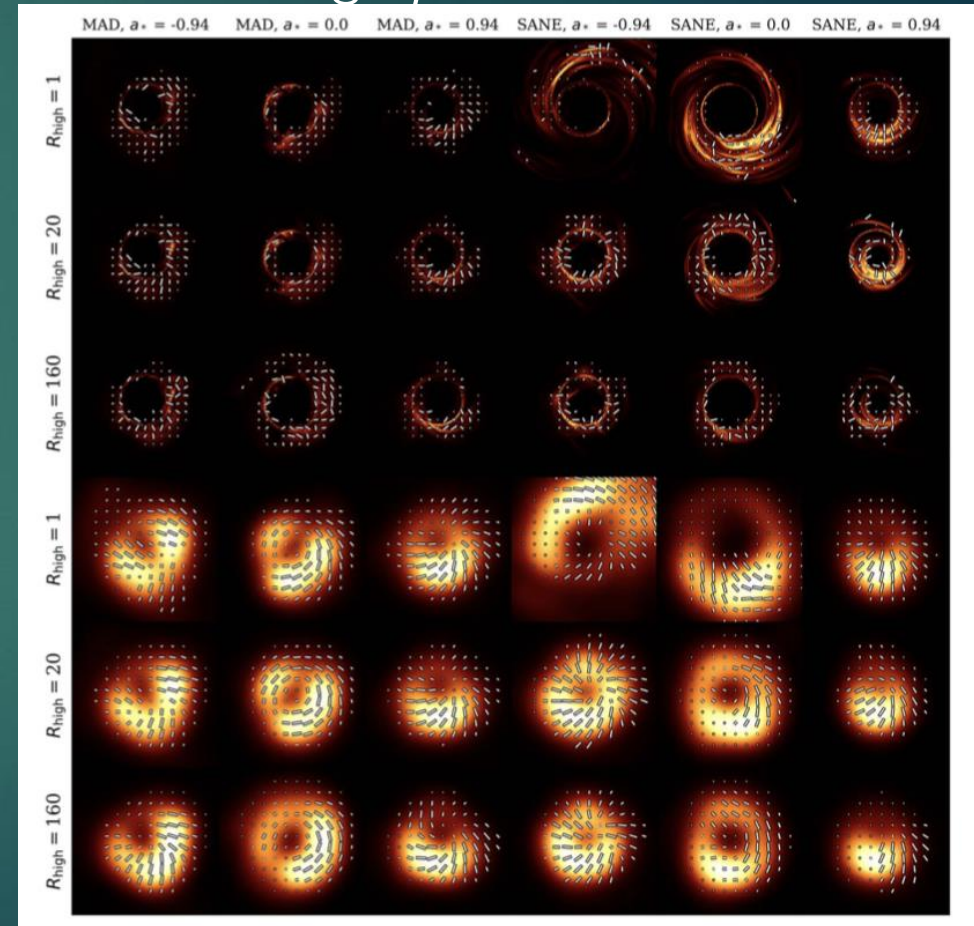 MAD, a* = -0.94 MAD, a* = 0.0 MAD, a* = 0.94 SANE, a* = -0.94 SANE, a* = 0.0 SANE, a* = 0.94
Rhigh = 1
Rhigh = 20
Rhigh = 160
Rhigh = 1
Rhigh = 20
Rhigh = 160